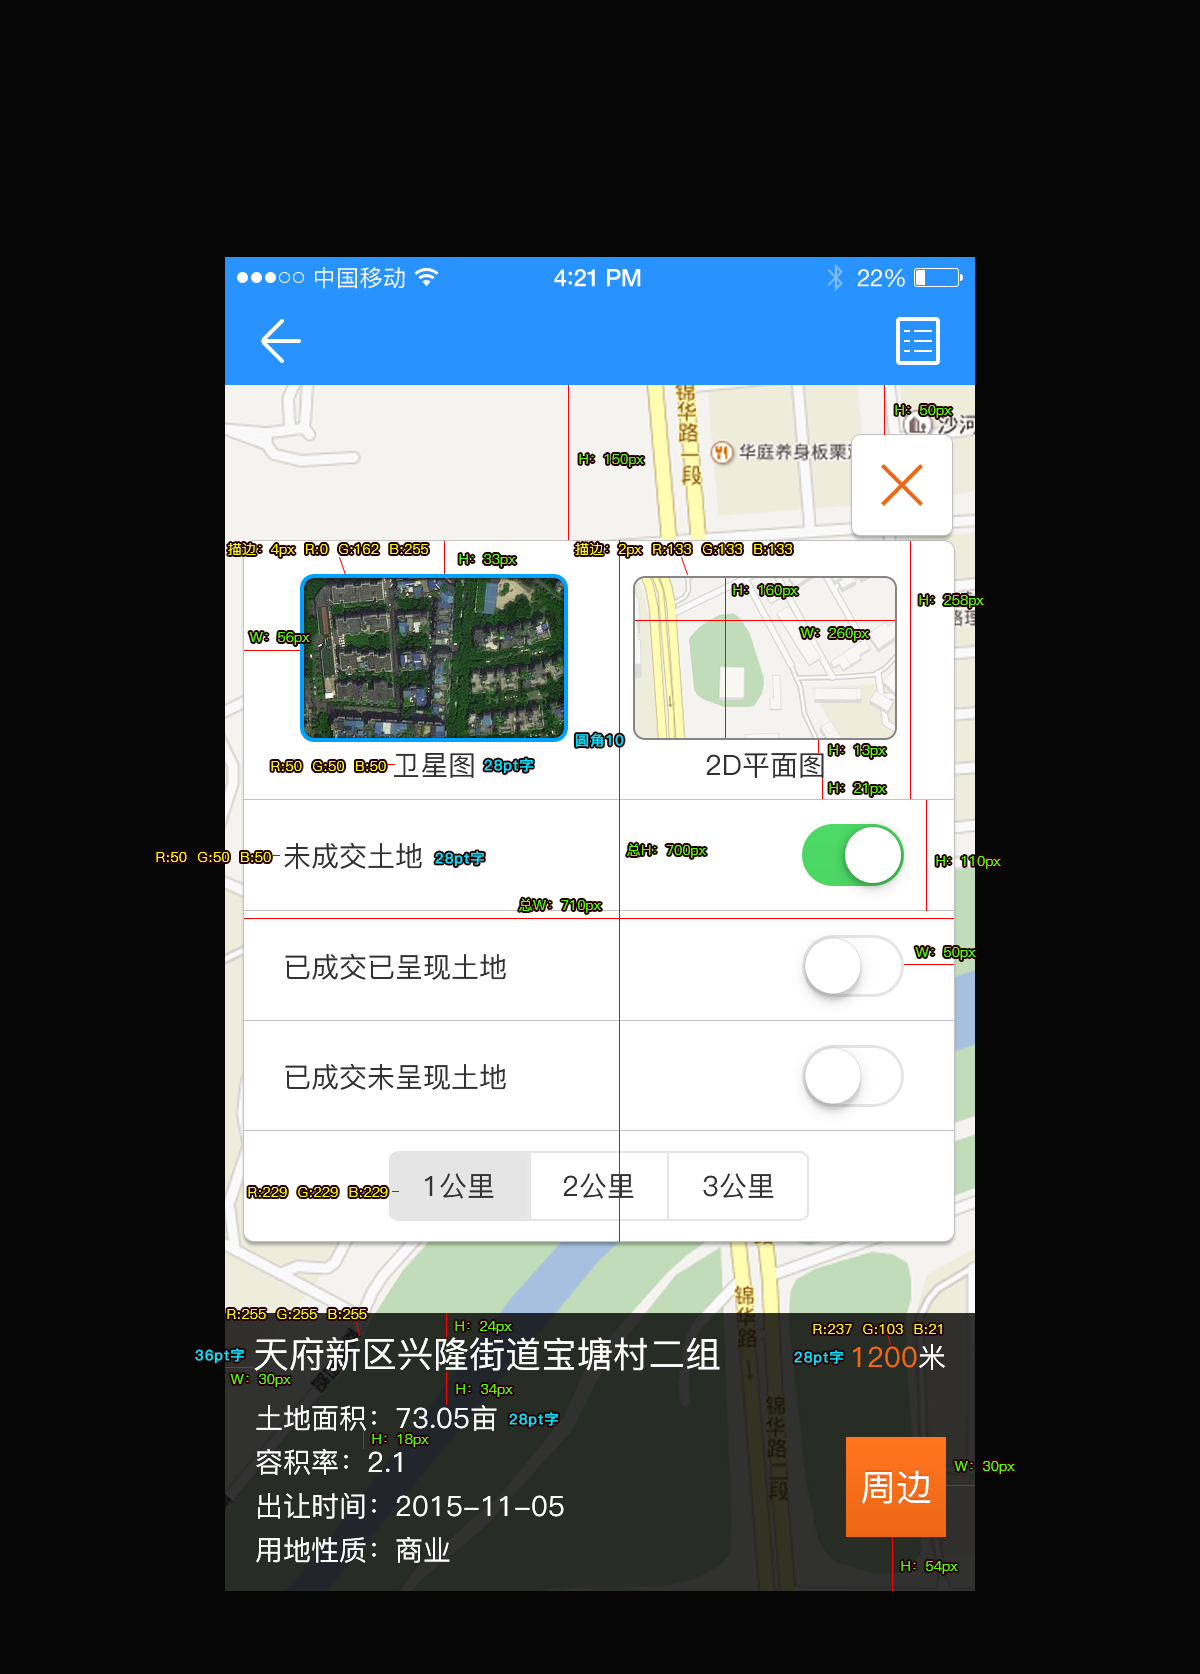 中国移动 4:21 PM 22%
锦华路一段
H: 50px
沙河
华庭养身板栗
H: 150px
描边: 4px R:0 G:162 B:255
描边: 2px R:133 G:133 B:133
H: 33px
H: 160px
H: 258px
W: 260px
W: 56px
圆角10
H: 13px
R:50 G:50 B:50
卫星图
28pt字
2D平面图
H: 21px
R:50 G:50 B:50
未成交土地
28pt字
总H: 700px
H: 110px
总W: 710px
W: 50px
已成交已呈现土地
已成交未呈现土地
R:229 G:229 B:229
1公里 2公里 3公里
锦华路
R:255 G:255 B:255
H: 24px
R:237 G:103 B:21
36pt字
天府新区兴隆街道宝塘村二组
28pt字
1200米
W: 30px
H: 34px
土地面积：73.05亩
28pt字
H: 18px
锦华路二段
容积率：2.1
周边
W: 30px
出让时间：2015-11-05
用地性质：商业
H: 54px